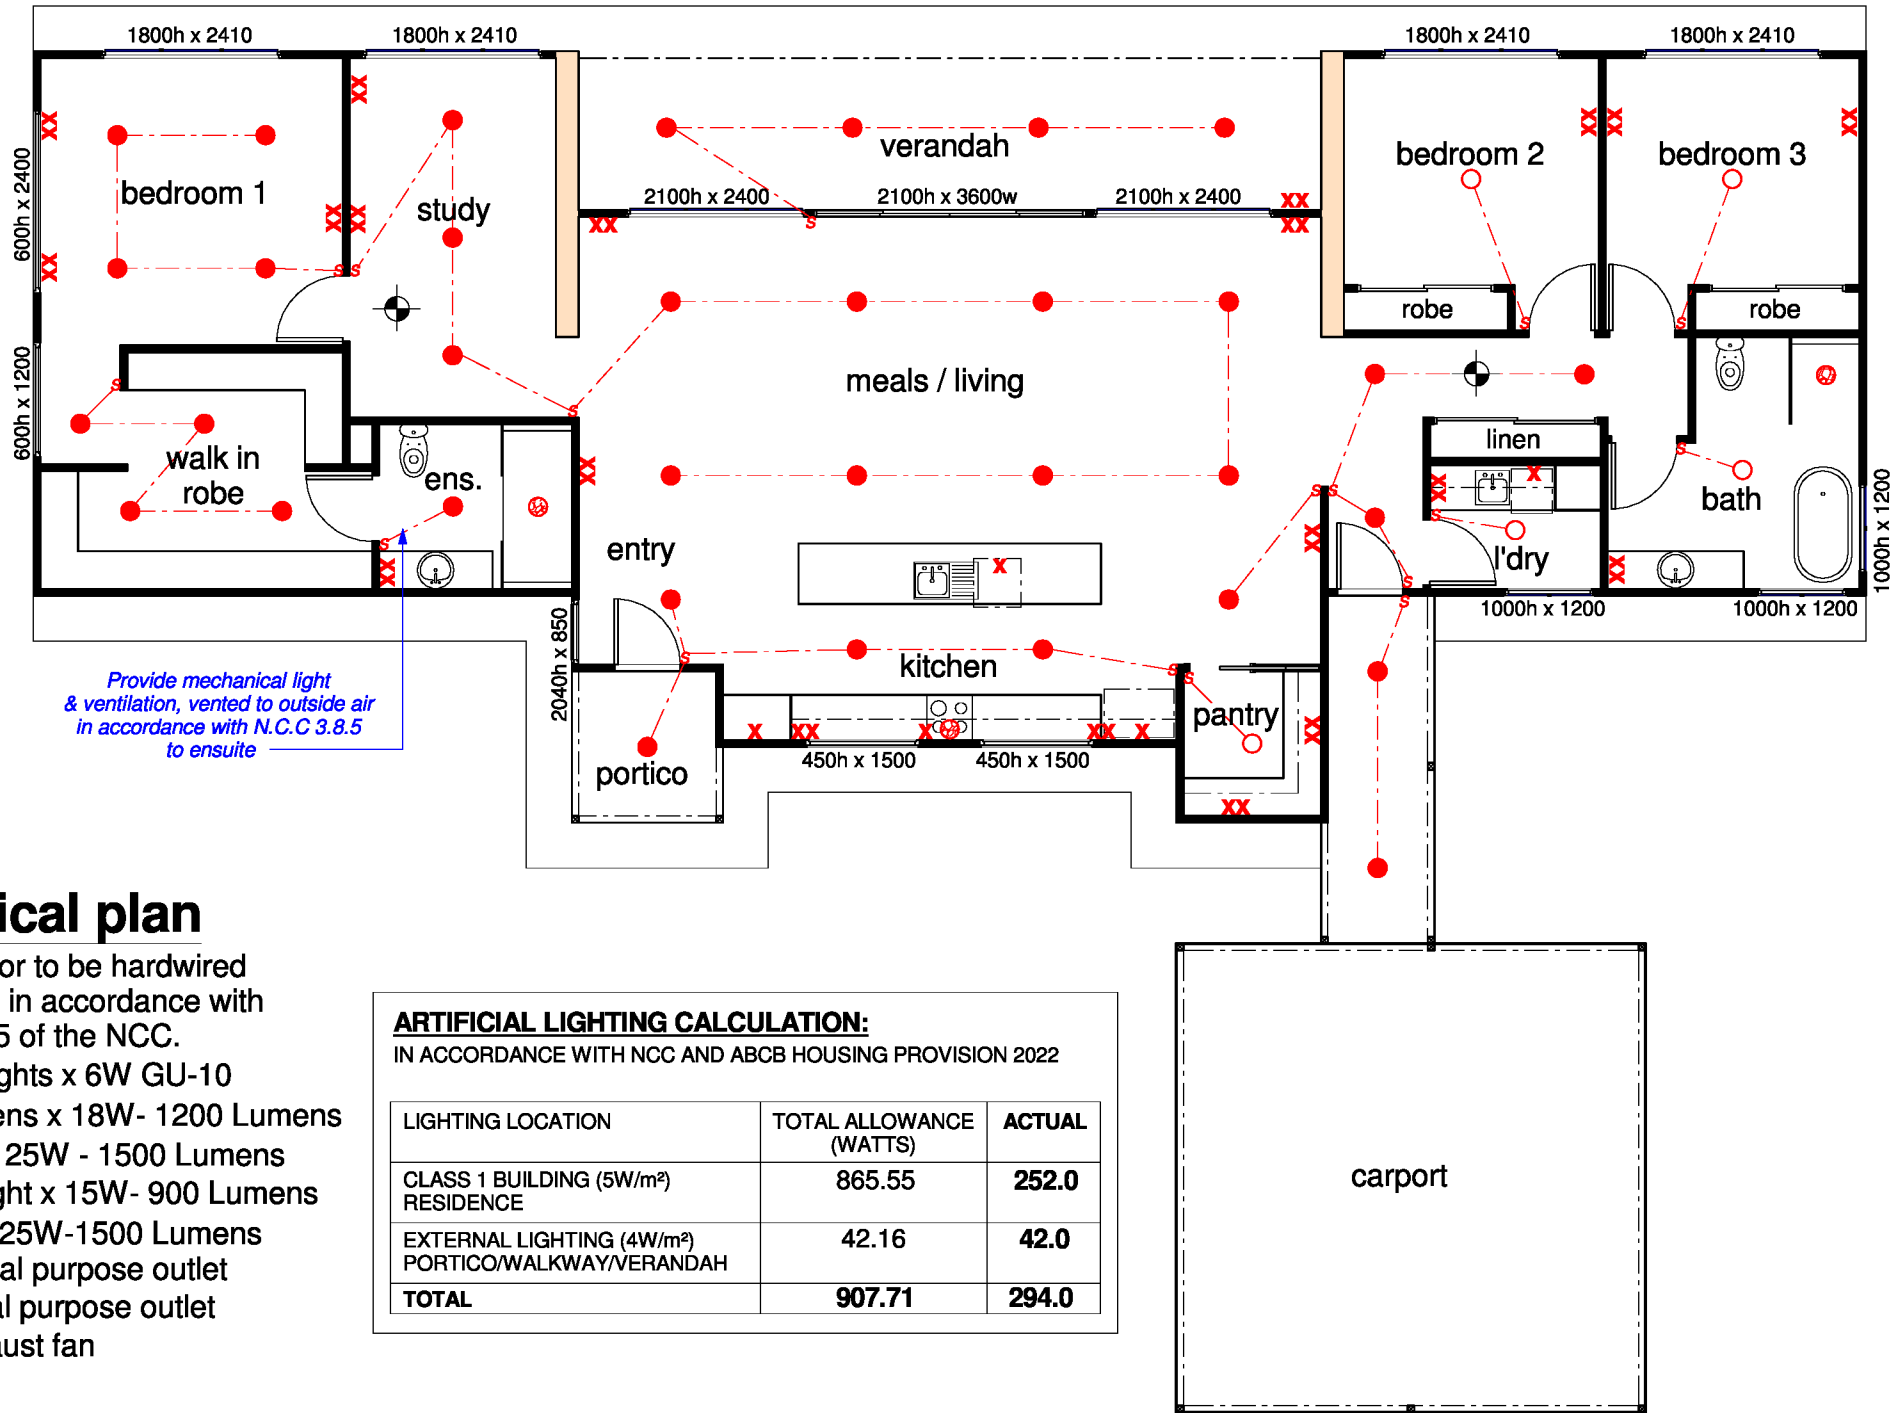 1800h x 2410
1800h x 2410
1800h x 2410
1800h x 2410
verandah
bedroom 2
bedroom 3
bedroom 1
study
2100h x 2400
2100h x 3600w
2100h x 2400
600h x 2400
robe
robe
meals / living
600h x 1200
linen
walk in
robe
ens.
bath
1000h x 1200
entry
l'dry
1000h x 1200
1000h x 1200
2040h x 850
kitchen
Provide mechanical light
& ventilation, vented to outside air
in accordance with N.C.C 3.8.5
to ensuite
pantry
portico
450h x 1500
450h x 1500
ical plan
or to be hardwired
in accordance with
5 of the NCC.
ghts x 6W GU-10
ens x 18W- 1200 Lumens
25W - 1500 Lumens
ght x 15W- 900 Lumens
25W-1500 Lumens
al purpose outlet
al purpose outlet
aust fan
ARTIFICIAL LIGHTING CALCULATION:
IN ACCORDANCE WITH NCC AND ABCB HOUSING PROVISION 2022
LIGHTING LOCATION
TOTAL ALLOWANCE
(WATTS)
ACTUAL
CLASS 1 BUILDING (5W/m²)
RESIDENCE
865.55
252.0
EXTERNAL LIGHTING (4W/m²)
PORTICO/WALKWAY/VERANDAH
42.16
42.0
TOTAL
907.71
294.0
carport